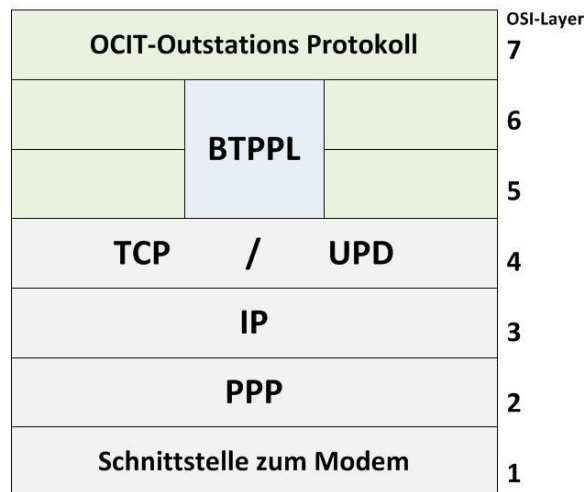 OSI-Layer
OCIT-Outstations Protokoll 7
6
BTPPL
5
TCP / UPD 4
IP 3
PPP 2
Schnittstelle zum Modem 1